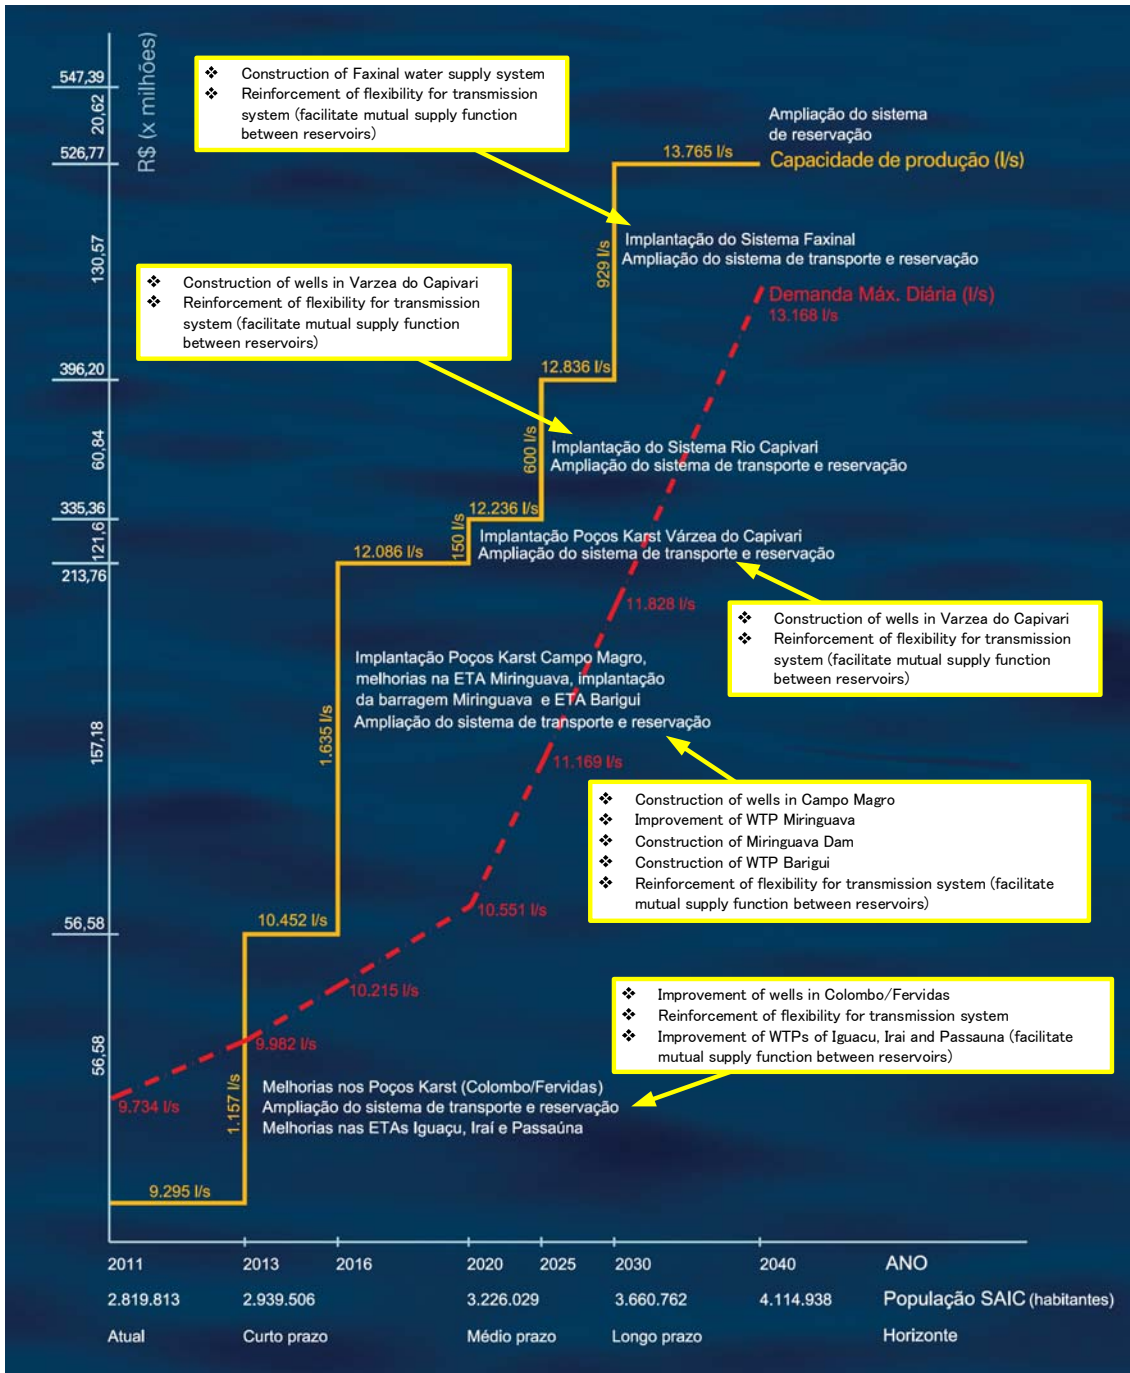 R$ (x milhões)
547,39
20,62
526,77
130,57
396,20
60,84
335,36
121,6
213,76
157,18
56,58
56,58
❖ Construction of Faxinal water supply system
❖ Reinforcement of flexibility for transmission
system (facilitate mutual supply function
between reservoirs)
Ampliação do sistema
de reservação
13.765 l/s
Capacidade de produção (l/s)
929 l/s
Implantação do Sistema Faxinal
Ampliação do sistema de transporte e reservação
❖ Construction of wells in Varzea do Capivari
❖ Reinforcement of flexibility for transmission
system (facilitate mutual supply function
between reservoirs)
Demanda Máx. Diária (l/s)
13.168 l/s
12.836 l/s
600 l/s
Implantação do Sistema Rio Capivari
Ampliação do sistema de transporte e reservação
12.236 l/s
150 l/s
Implantação Poços Karst Várzea do Capivari
Ampliação do sistema de transporte e reservação
12.086 l/s
11.828 l/s
❖ Construction of wells in Varzea do Capivari
❖ Reinforcement of flexibility for transmission
system (facilitate mutual supply function
between reservoirs)
Implantação Poços Karst Campo Magro,
melhorias na ETA Miringuava, implantação
da barragem Miringuava e ETA Barigui
Ampliação do sistema de transporte e reservação
1.635 l/s
11.169 l/s
❖ Construction of wells in Campo Magro
❖ Improvement of WTP Miringuava
❖ Construction of Miringuava Dam
❖ Construction of WTP Barigui
❖ Reinforcement of flexibility for transmission system (facilitate
mutual supply function between reservoirs)
10.551 l/s
10.452 l/s
10.215 l/s
❖ Improvement of wells in Colombo/Fervidas
❖ Reinforcement of flexibility for transmission system
❖ Improvement of WTPs of Iguacu, Irai and Passauna (facilitate
mutual supply function between reservoirs)
9.982 l/s
9.734 l/s
1.157 l/s
Melhorias nos Poços Karst (Colombo/Fervidas)
Ampliação do sistema de transporte e reservação
Melhorias nas ETAs Iguaçu, Iraí e Passaúna
9.295 l/s
2011 2013 2016 2020 2025 2030 2040 ANO
2.819.813 2.939.506 3.226.029 3.660.762 4.114.938 População SAIC (habitantes)
Atual Curto prazo Médio prazo Longo prazo Horizonte